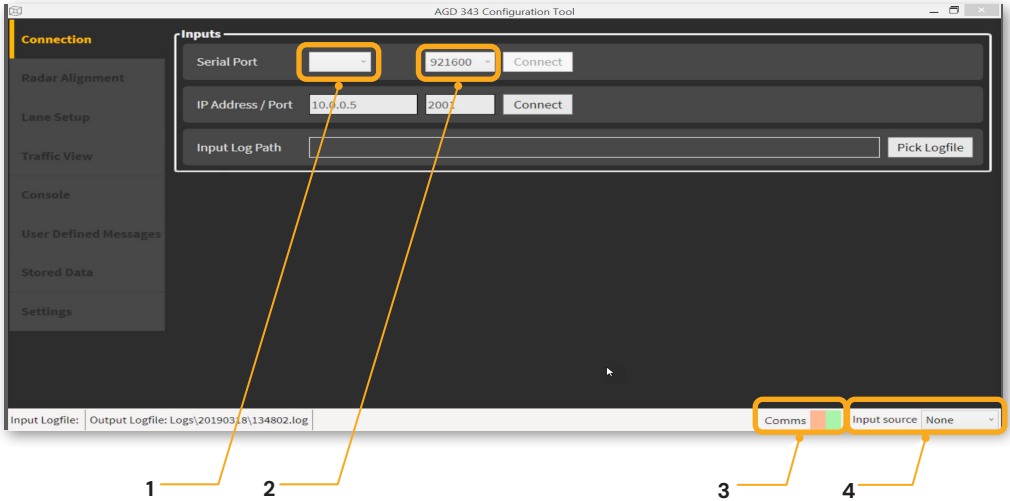 AGD 343 Configuration Tool
Connection
Radar Alignment
Lane Setup
Traffic View
Console
User Defined Messages
Stored Data
Settings
Inputs
Serial Port 921600 Connect
IP Address / Port 10.0.0.5 2001 Connect
Input Log Path Pick Logfile
Input Logfile: Output Logfile: Logs\20190318\134802.log Comms Input source None
1 2 3 4